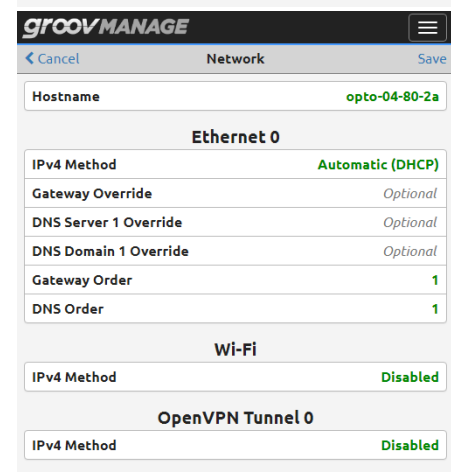 groov MANAGE
Cancel Network Save
Hostname opto-04-80-2a
Ethernet 0
IPv4 Method Automatic (DHCP)
Gateway Override Optional
DNS Server 1 Override Optional
DNS Domain 1 Override Optional
Gateway Order 1
DNS Order 1
Wi-Fi
IPv4 Method Disabled
OpenVPN Tunnel 0
IPv4 Method Disabled